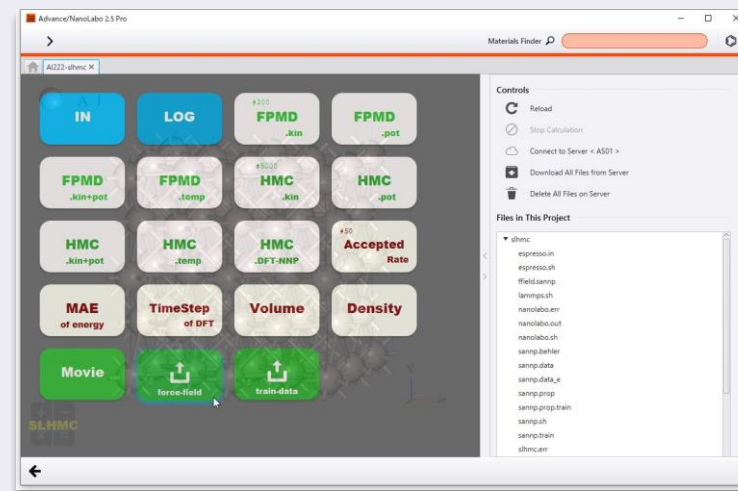 Advance/NanoLabo 2.5 Pro
Materials Finder
Al222-slhmc X
IN
LOG
#200
FPMD
.kin
FPMD
.pot
FPMD
.kin+pot
FPMD
.temp
#5000
HMC
.kin
HMC
.pot
HMC
.kin+pot
HMC
.temp
HMC
.DFT-NNP
#50
Accepted
Rate
MAE
of energy
TimeStep
of DFT
Volume
Density
Movie
force-field
train-data
SLHMC
Controls
Reload
Stop Calculation
Connect to Server < AS01 >
Download All Files from Server
Delete All Files on Server
Files in This Project
slhmc
espresso.in
espresso.sh
ffield.sannp
lammps.sh
nanolabo.err
nanolabo.out
nanolabo.sh
sannp.behler
sannp.data
sannp.data_e
sannp.prop
sannp.prop.train
sannp.sh
sannp.train
slhmc.err